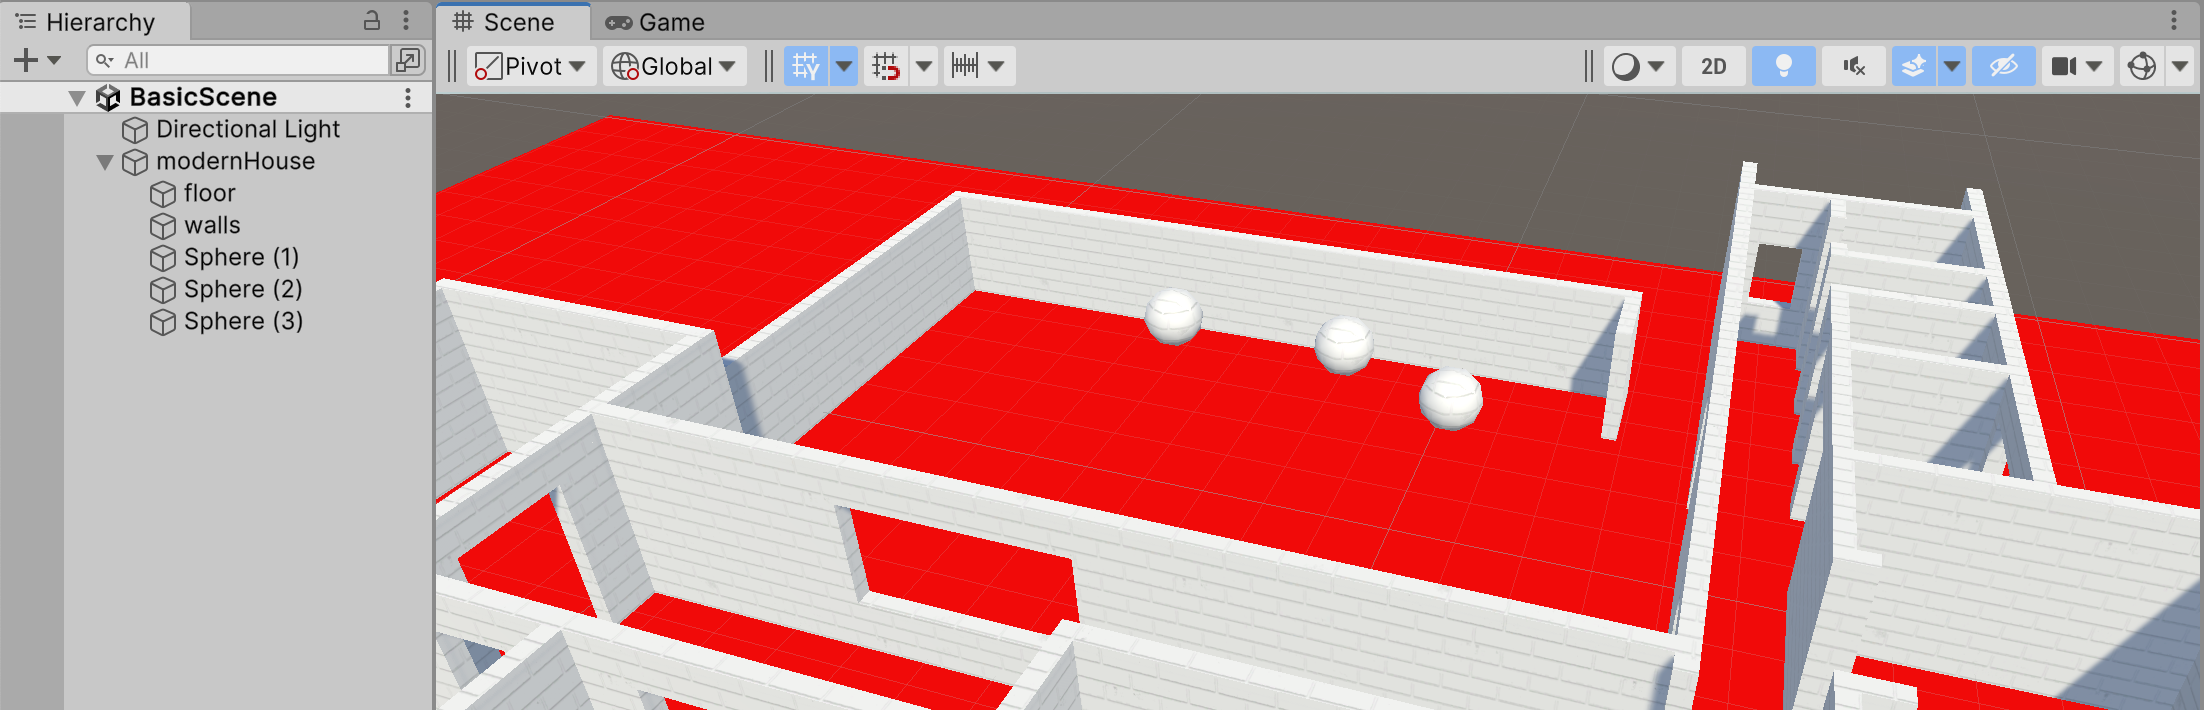 Hierarchy
All
BasicScene
Directional Light
modernHouse
floor
walls
Sphere (1)
Sphere (2)
Sphere (3)
Scene Game
Pivot Global Y 2D